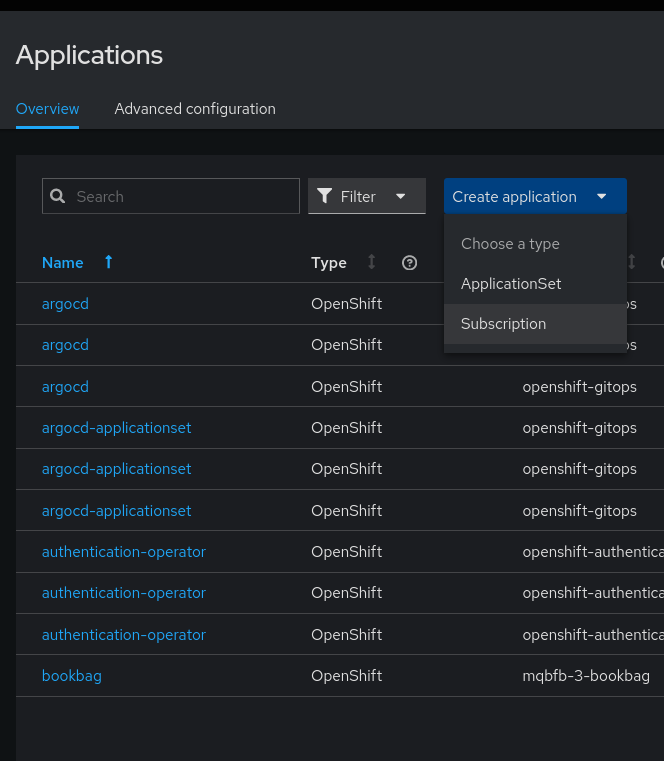 Applications
Overview Advanced configuration
Search Filter Create application
Choose a type
ApplicationSet
Subscription
Name Type
argocd OpenShift
argocd OpenShift
argocd OpenShift openshift-gitops
argocd-applicationset OpenShift openshift-gitops
argocd-applicationset OpenShift openshift-gitops
argocd-applicationset OpenShift openshift-gitops
authentication-operator OpenShift openshift-authentica
authentication-operator OpenShift openshift-authentica
authentication-operator OpenShift openshift-authentica
bookbag OpenShift mqbfb-3-bookbag